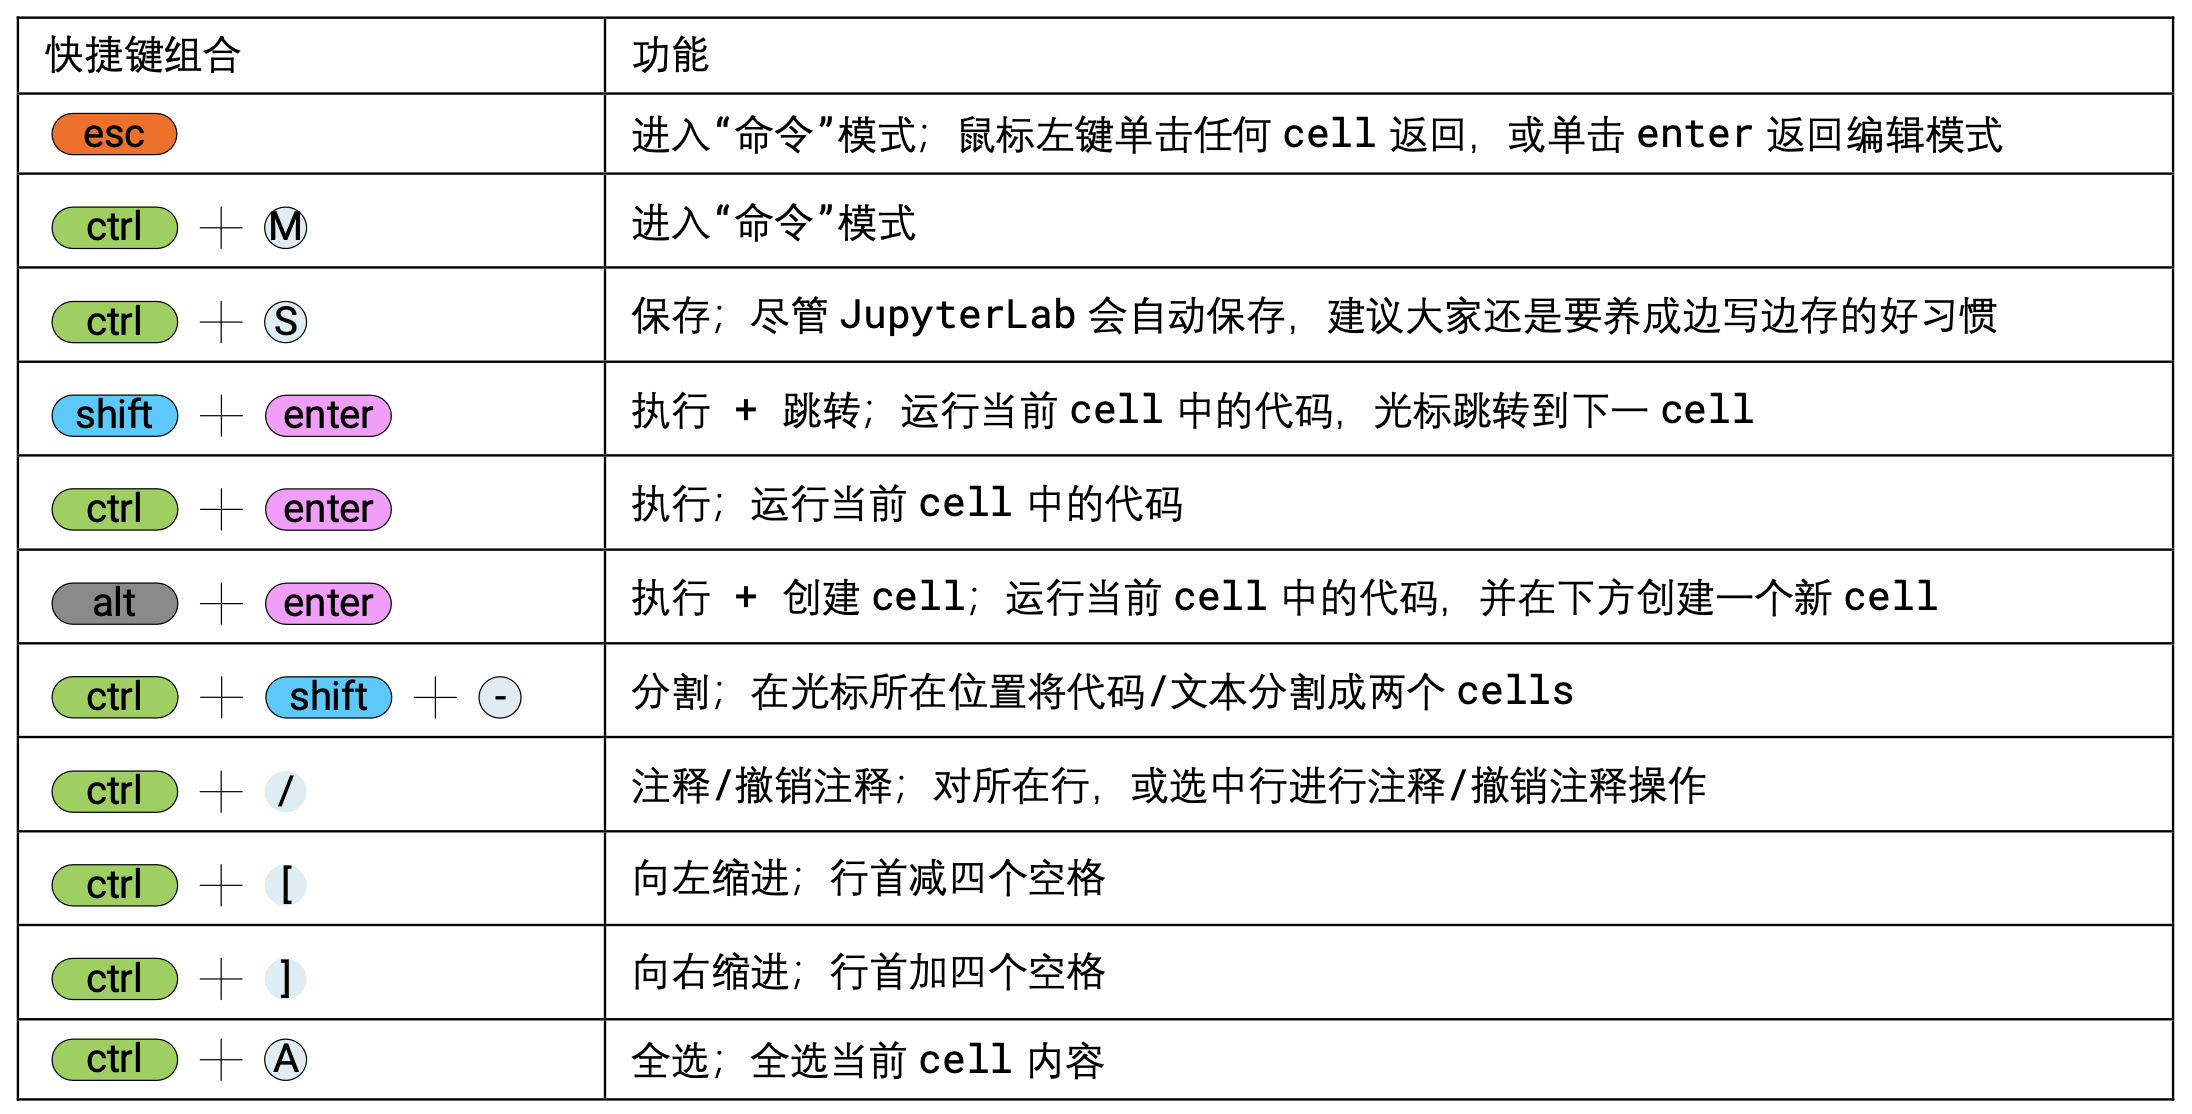 快捷键组合 功能
esc 进入“命令”模式；鼠标左键单击任何 cell 返回，或单击 enter 返回编辑模式
ctrl + M 进入“命令”模式
ctrl + S 保存；尽管 JupyterLab 会自动保存，建议大家还是要养成边写边存的好习惯
shift + enter 执行 + 跳转；运行当前 cell 中的代码，光标跳转到下一 cell
ctrl + enter 执行；运行当前 cell 中的代码
alt + enter 执行 + 创建 cell；运行当前 cell 中的代码，并在下方创建一个新 cell
ctrl + shift + - 分割；在光标所在位置将代码/文本分割成两个 cells
ctrl + / 注释/撤销注释；对所在行，或选中行进行注释/撤销注释操作
ctrl + [ 向左缩进；行首减四个空格
ctrl + ] 向右缩进；行首加四个空格
ctrl + A 全选；全选当前 cell 内容